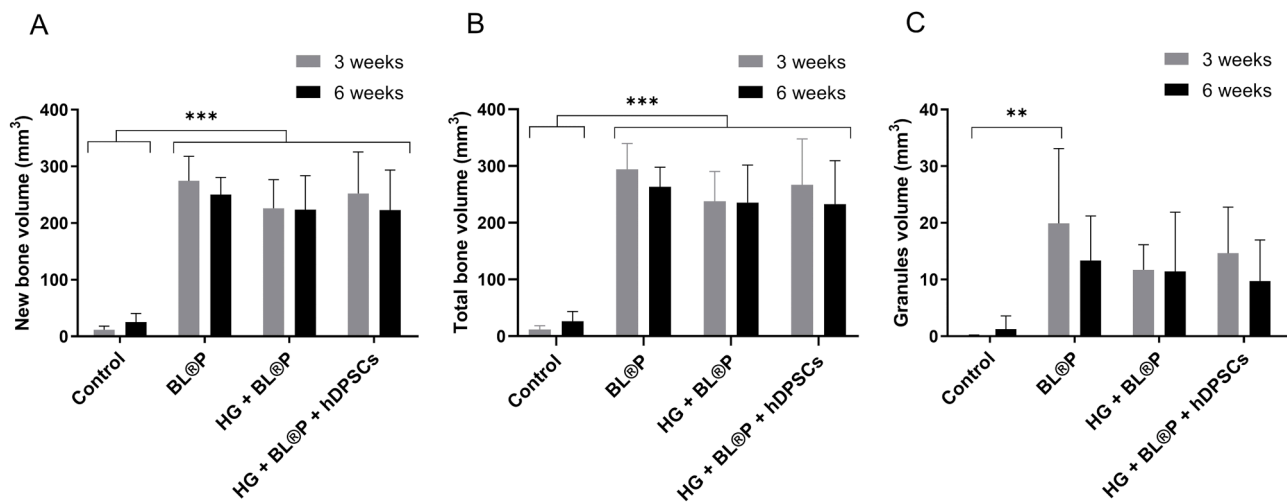 A
3 weeks
6 weeks
New bone volume (mm³)
400
300
200
100
0
***
Control
BL®P
HG + BL®P
HG + BL®P + hDPSCs
B
3 weeks
6 weeks
Total bone volume (mm³)
400
300
200
100
0
***
Control
BL®P
HG + BL®P
HG + BL®P + hDPSCs
C
3 weeks
6 weeks
Granules volume (mm³)
40
30
20
10
0
**
Control
BL®P
HG + BL®P
HG + BL®P + hDPSCs